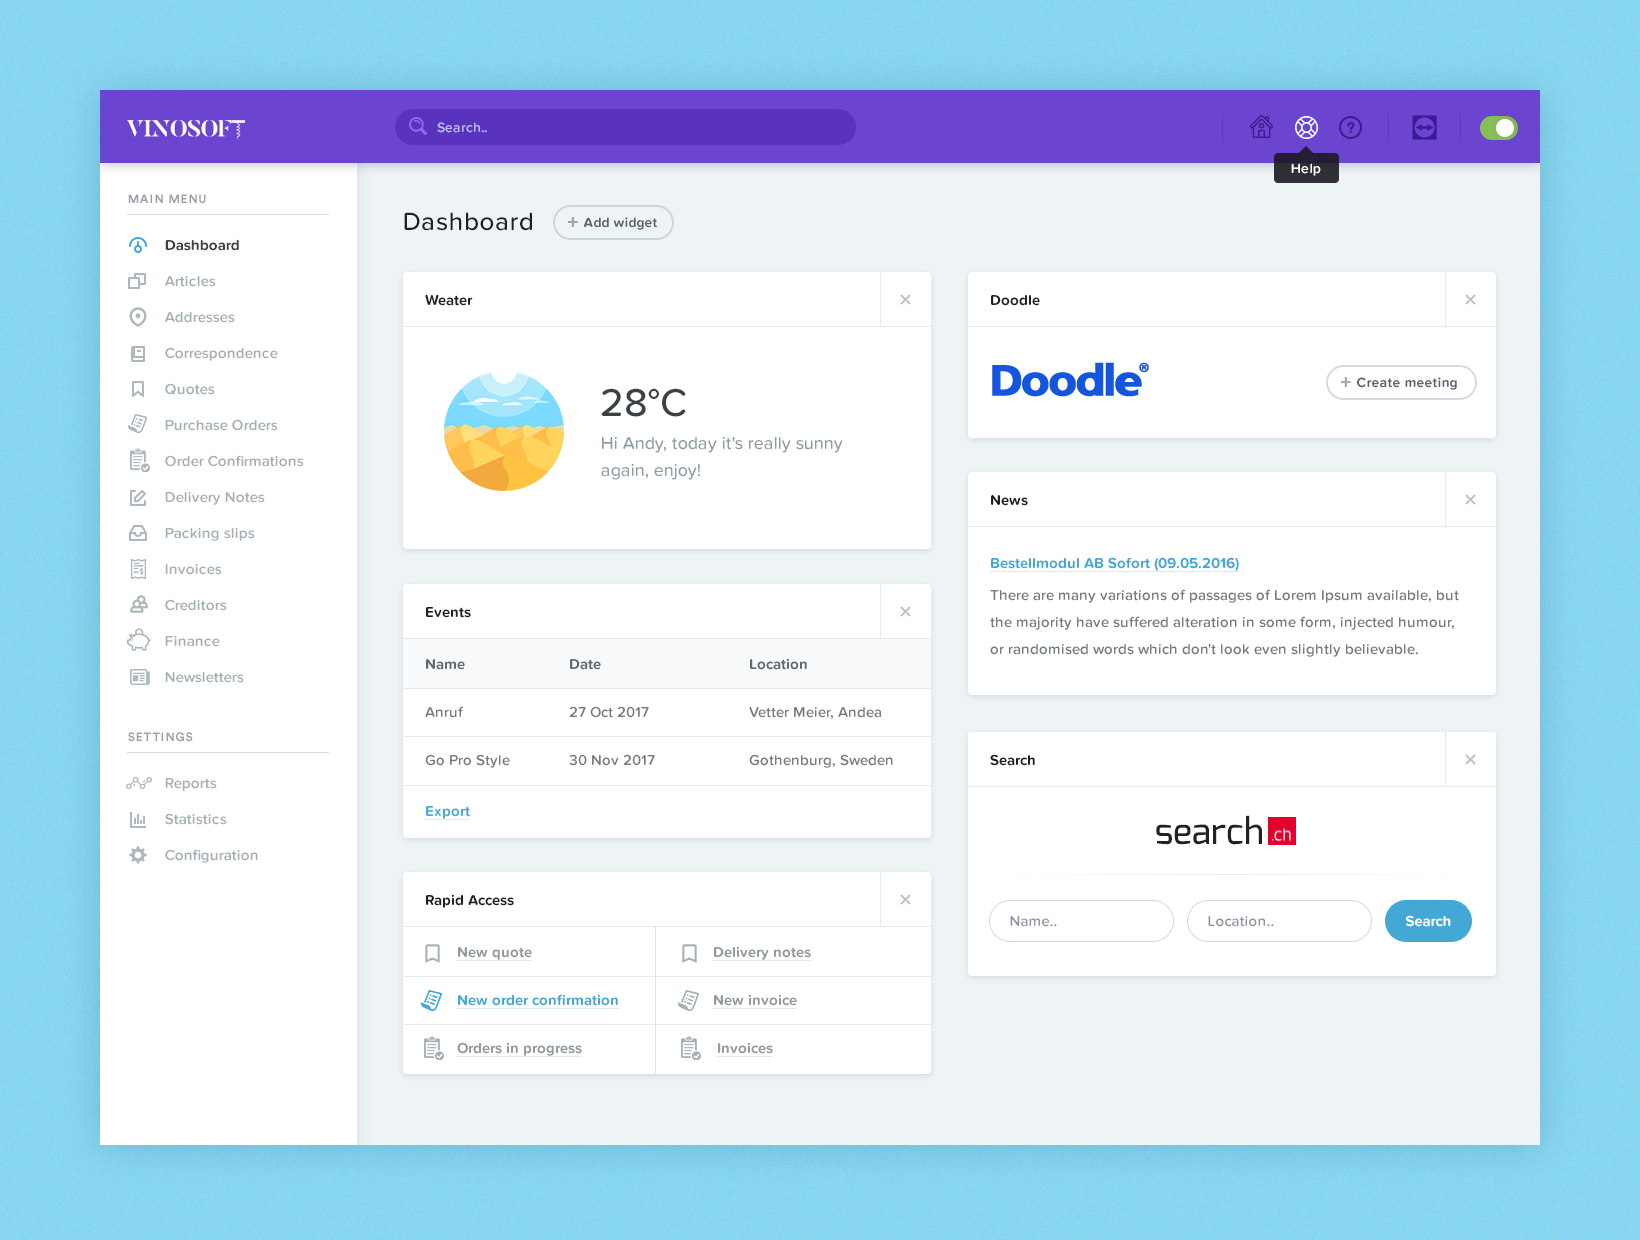 VINOSOFT
Search..
Help
MAIN MENU
Dashboard
Articles
Addresses
Correspondence
Quotes
Purchase Orders
Order Confirmations
Delivery Notes
Packing slips
Invoices
Creditors
Finance
Newsletters
SETTINGS
Reports
Statistics
Configuration
Dashboard
+ Add widget
Weater
28°C
Hi Andy, today it's really sunny
again, enjoy!
Events
Name Date Location
Anruf 27 Oct 2017 Vetter Meier, Andea
Go Pro Style 30 Nov 2017 Gothenburg, Sweden
Export
Rapid Access
New quote Delivery notes
New order confirmation New invoice
Orders in progress Invoices
Doodle
Doodle®
+ Create meeting
News
Bestellmodul AB Sofort (09.05.2016)
There are many variations of passages of Lorem Ipsum available, but
the majority have suffered alteration in some form, injected humour,
or randomised words which don't look even slightly believable.
Search
search.ch
Name.. Location.. Search